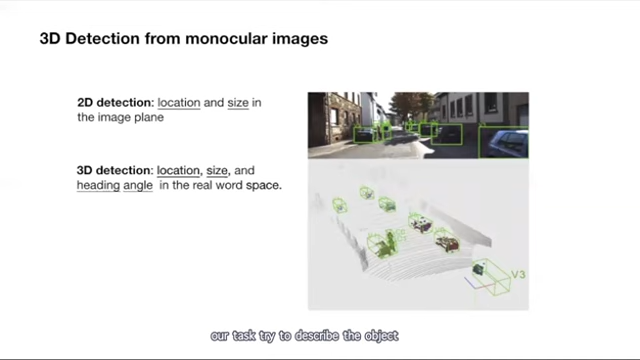 3D Detection from monocular images
2D detection: location and size in
the image plane
3D detection: location, size, and
heading angle in the real word space.
V3
our task try to describe the object